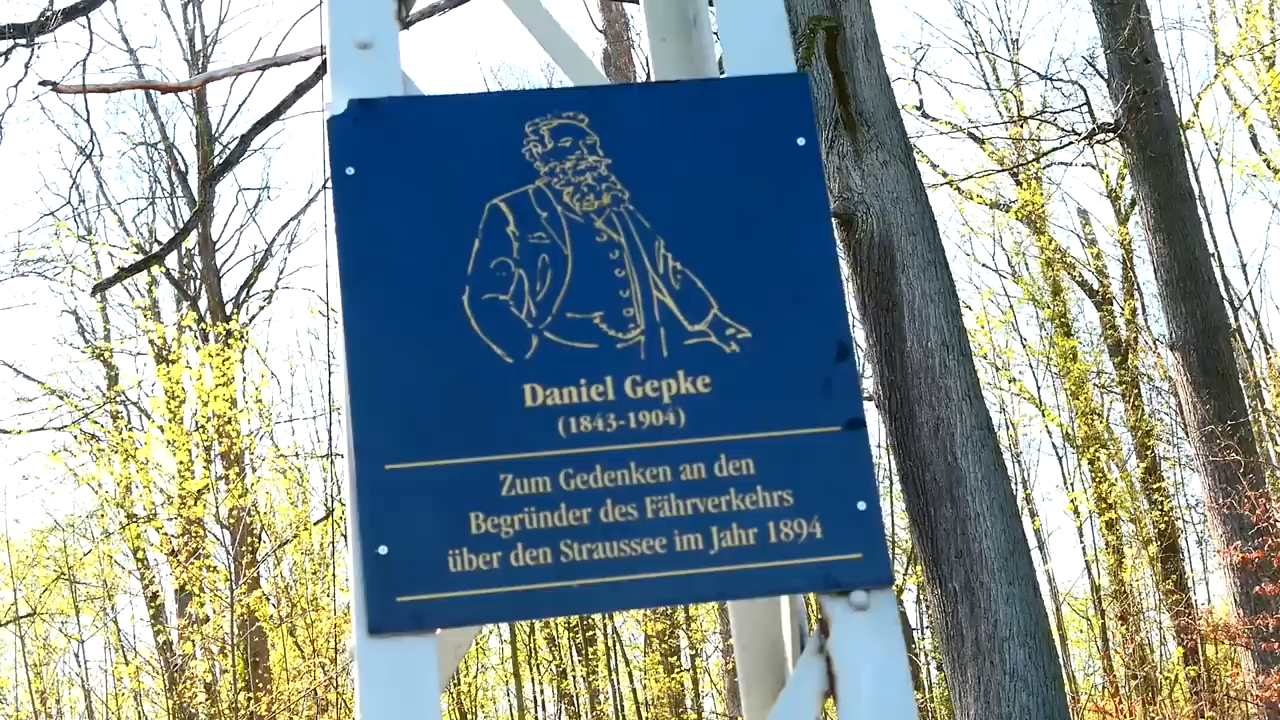 Daniel Gepke
(1843-1904)
Zum Gedenken an den
Begründer des Fährverkehrs
über den Straussee im Jahr 1894